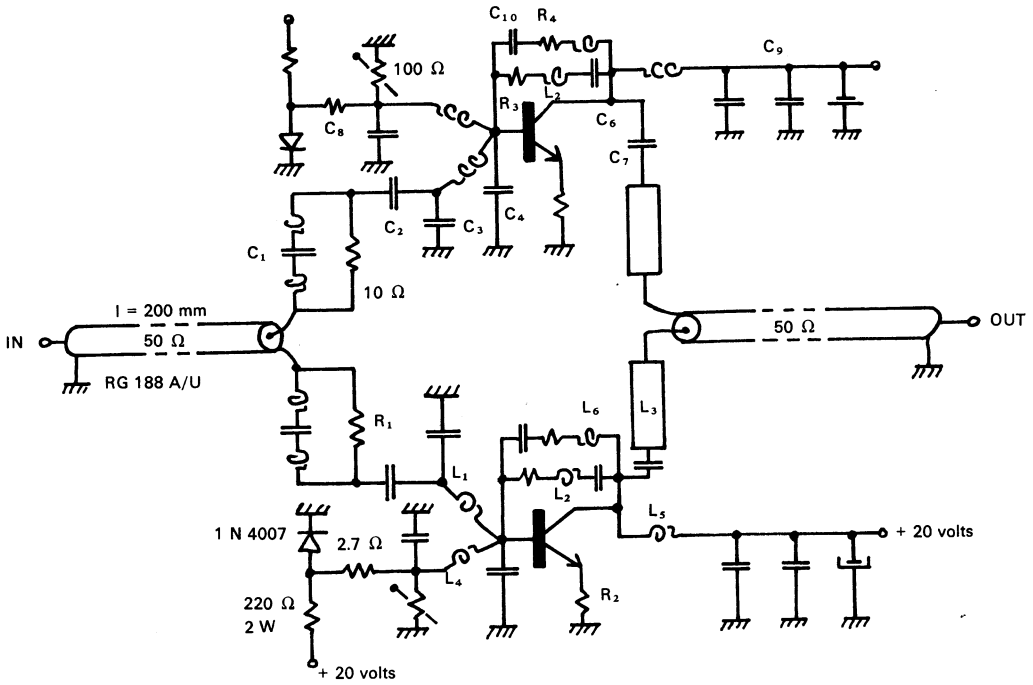 C10
R4
C9
100 Ω
L2
R3
C8
C6
C7
C2
C3
C4
C1
10 Ω
l = 200 mm
IN
50 Ω
50 Ω
OUT
RG 188 A/U
L3
L6
R1
L1
L2
L5
1 N 4007
2.7 Ω
+ 20 volts
L4
220 Ω
2 W
R2
+ 20 volts